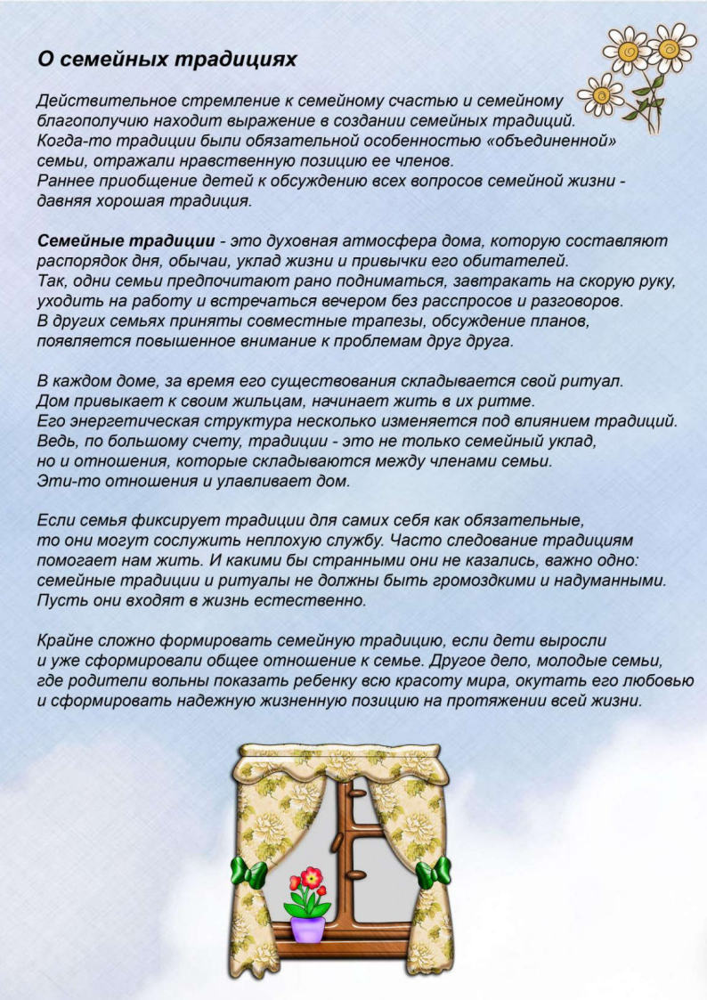 О семейных традициях
Действительное стремление к семейному счастью и семейному
благополучию находит выражение в создании семейных традиций.
Когда-то традиции были обязательной особенностью «объединенной»
семьи, отражали нравственную позицию ее членов.
Раннее приобщение детей к обсуждению всех вопросов семейной жизни -
давняя хорошая традиция.
Семейные традиции - это духовная атмосфера дома, которую составляют
распорядок дня, обычаи, уклад жизни и привычки его обитателей.
Так, одни семьи предпочитают рано подниматься, завтракать на скорую руку,
уходить на работу и встречаться вечером без расспросов и разговоров.
В других семьях приняты совместные трапезы, обсуждение планов,
появляется повышенное внимание к проблемам друг друга.
В каждом доме, за время его существования складывается свой ритуал.
Дом привыкает к своим жильцам, начинает жить в их ритме.
Его энергетическая структура несколько изменяется под влиянием традиций.
Ведь, по большому счету, традиции - это не только семейный уклад,
но и отношения, которые складываются между членами семьи.
Эти-то отношения и улавливает дом.
Если семья фиксирует традиции для самих себя как обязательные,
то они могут сослужить неплохую службу. Часто следование традициям
помогает нам жить. И какими бы странными они не казались, важно одно:
семейные традиции и ритуалы не должны быть громоздкими и надуманными.
Пусть они входят в жизнь естественно.
Крайне сложно формировать семейную традицию, если дети выросли
и уже сформировали общее отношение к семье. Другое дело, молодые семьи,
где родители вольны показать ребенку всю красоту мира, окутать его любовью
и сформировать надежную жизненную позицию на протяжении всей жизни.